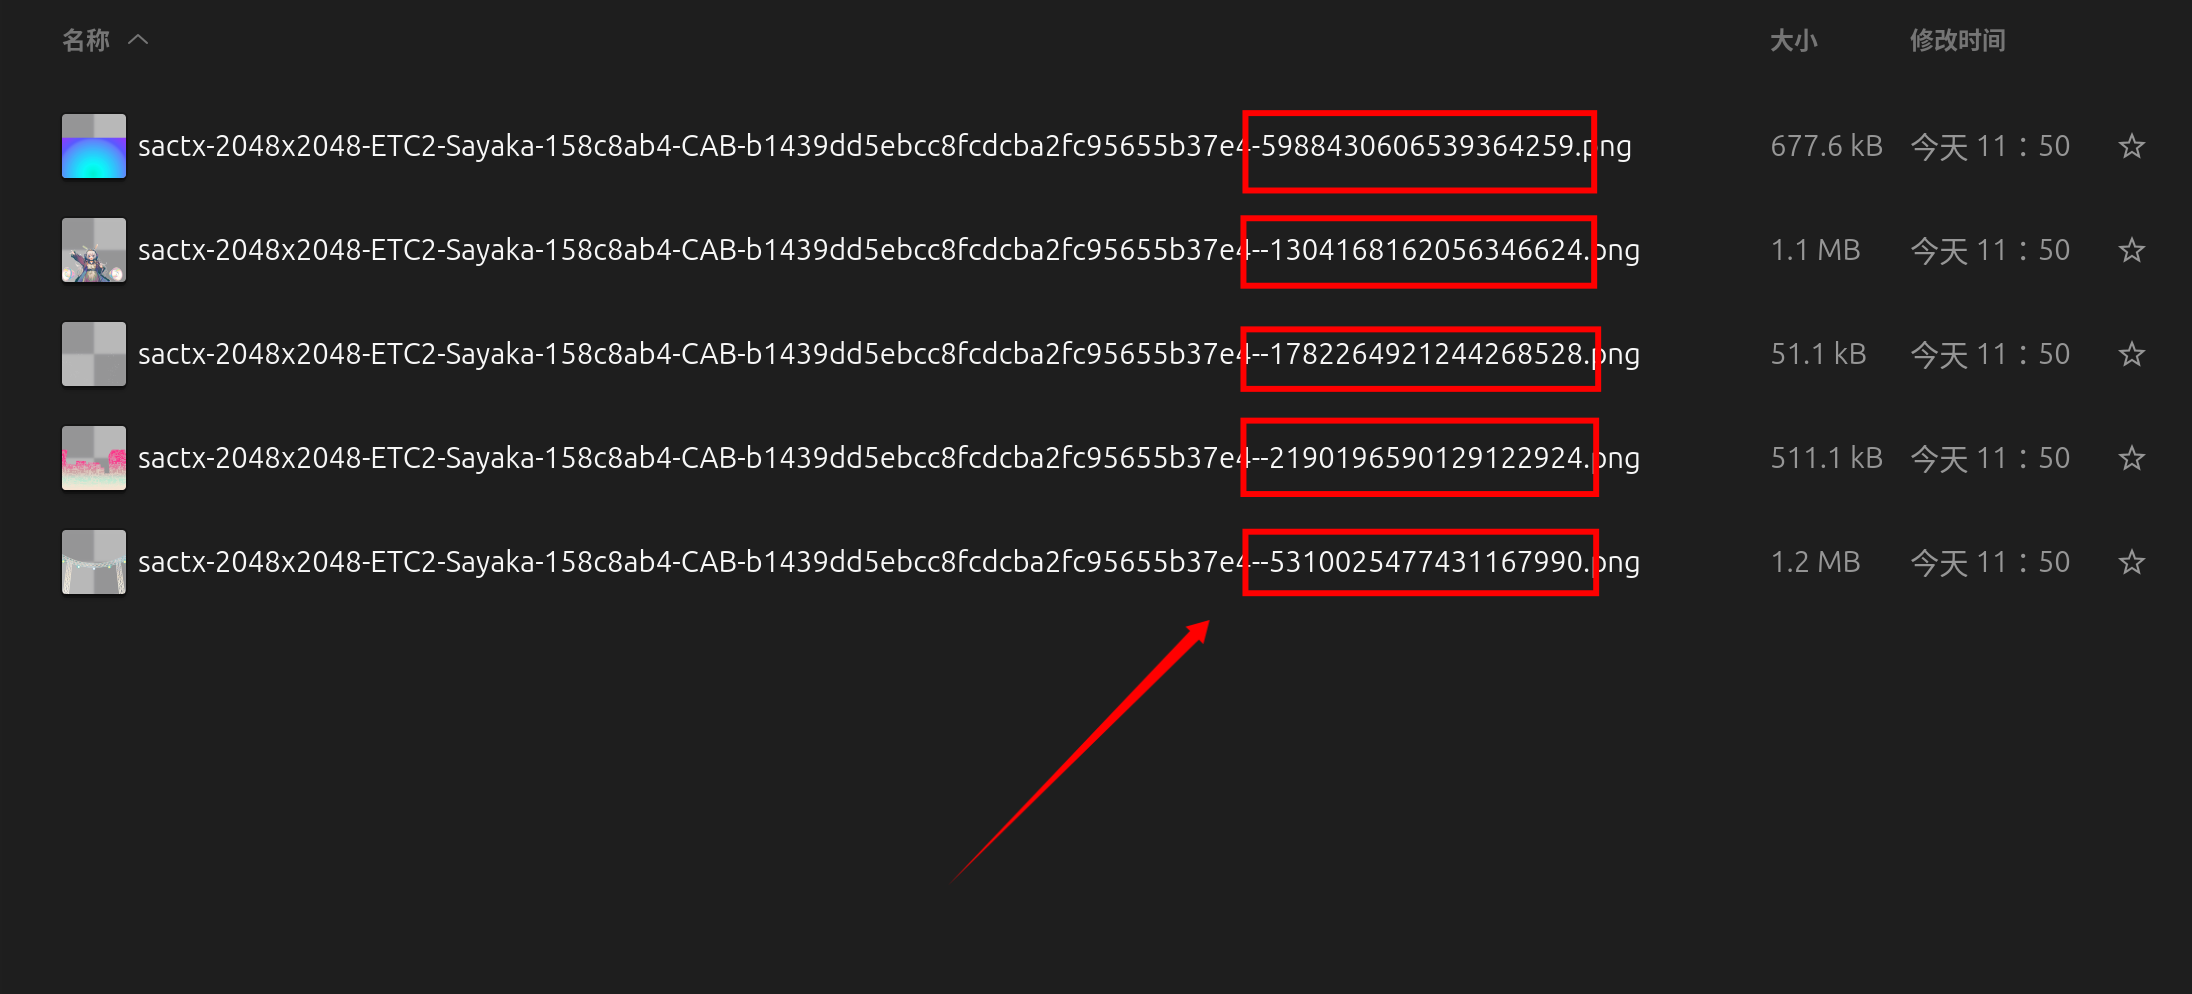 名称 大小 修改时间
sactx-2048x2048-ETC2-Sayaka-158c8ab4-CAB-b1439dd5ebcc8fcdcba2fc95655b37e4-5988430606539364259.png 677.6 kB 今天 11：50
sactx-2048x2048-ETC2-Sayaka-158c8ab4-CAB-b1439dd5ebcc8fcdcba2fc95655b37e4--1304168162056346624.png 1.1 MB 今天 11：50
sactx-2048x2048-ETC2-Sayaka-158c8ab4-CAB-b1439dd5ebcc8fcdcba2fc95655b37e4--1782264921244268528.png 51.1 kB 今天 11：50
sactx-2048x2048-ETC2-Sayaka-158c8ab4-CAB-b1439dd5ebcc8fcdcba2fc95655b37e4--2190196590129122924.png 511.1 kB 今天 11：50
sactx-2048x2048-ETC2-Sayaka-158c8ab4-CAB-b1439dd5ebcc8fcdcba2fc95655b37e4--5310025477431167990.png 1.2 MB 今天 11：50